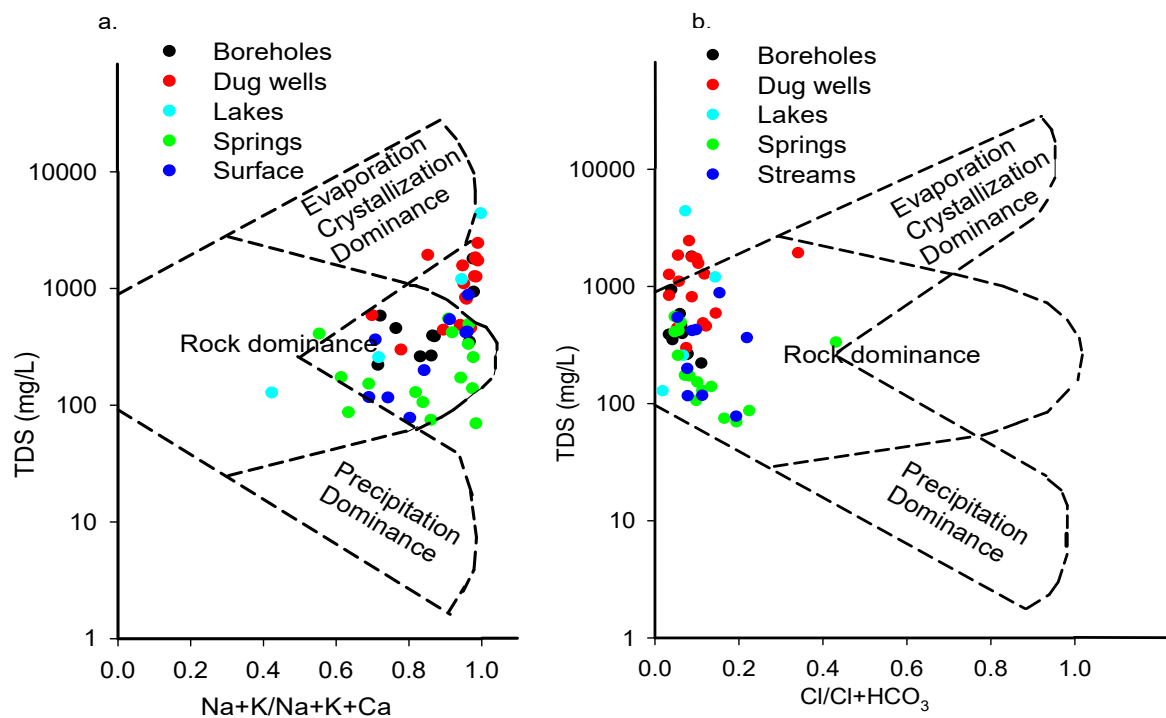 a.
Boreholes
Dug wells
Lakes
Springs
Surface
10000
1000
100
10
1
TDS (mg/L)
Evaporation
Crystallization
Dominance
Rock dominance
Precipitation
Dominance
0.0 0.2 0.4 0.6 0.8 1.0
Na+K/Na+K+Ca
b.
Boreholes
Dug wells
Lakes
Springs
Streams
10000
1000
100
10
1
TDS (mg/L)
Evaporation
Crystallization
Dominance
Rock dominance
Precipitation
Dominance
0.0 0.2 0.4 0.6 0.8 1.0
Cl/Cl+HCO₃